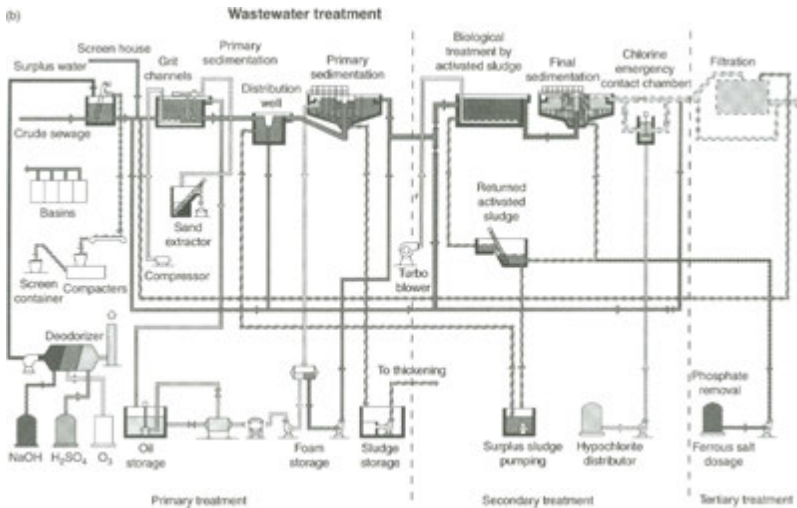 (b)
Wastewater treatment
Screen house
Surplus water
Grit
channels
Primary
sedimentation
Distribution
well
Primary
sedimentation
Biological
treatment by
activated sludge
Final
sedimentation
Chlorine
emergency
contact chamber
Filtration
Crude sewage
Basins
Sand
extractor
Compressor
Screen
container
Compacters
Returned
activated
sludge
Turbo
blower
Deodorizer
To thickening
Phosphate
removal
NaOH
H₂SO₄
O₃
Oil
storage
Foam
storage
Sludge
storage
Surplus sludge
pumping
Hypochlorite
distributor
Ferrous salt
dosage
Primary treatment
Secondary treatment
Tertiary treatment